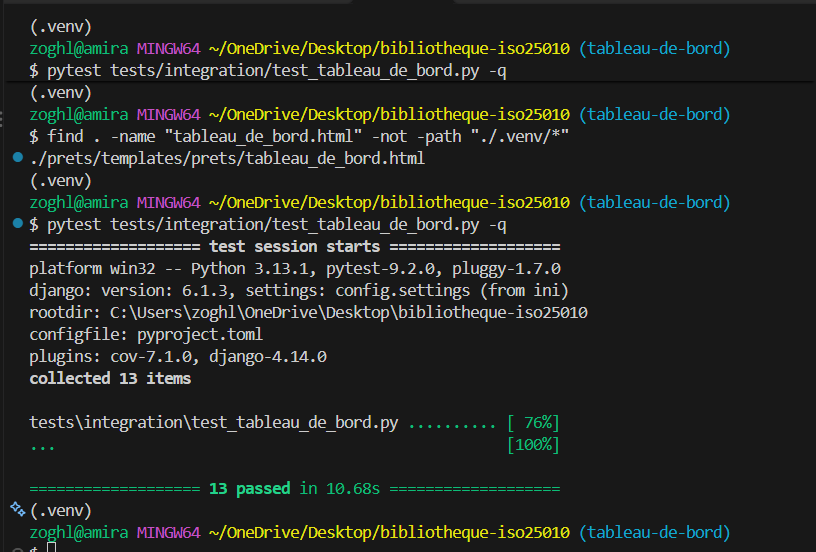 (.venv)
zoghl@amira MINGW64 ~/OneDrive/Desktop/bibliotheque-iso25010 (tableau-de-bord)
$ pytest tests/integration/test_tableau_de_bord.py -q
(.venv)
zoghl@amira MINGW64 ~/OneDrive/Desktop/bibliotheque-iso25010 (tableau-de-bord)
$ find . -name "tableau_de_bord.html" -not -path "./.venv/*"
./prets/templates/prets/tableau_de_bord.html
(.venv)
zoghl@amira MINGW64 ~/OneDrive/Desktop/bibliotheque-iso25010 (tableau-de-bord)
$ pytest tests/integration/test_tableau_de_bord.py -q
=================== test session starts ===================
platform win32 -- Python 3.13.1, pytest-9.2.0, pluggy-1.7.0
django: version: 6.1.3, settings: config.settings (from ini)
rootdir: C:\Users\zoghl\OneDrive\Desktop\bibliotheque-iso25010
configfile: pyproject.toml
plugins: cov-7.1.0, django-4.14.0
collected 13 items
tests\integration\test_tableau_de_bord.py .......... [ 76%]
... [100%]
=================== 13 passed in 10.68s ===================
(.venv)
zoghl@amira MINGW64 ~/OneDrive/Desktop/bibliotheque-iso25010 (tableau-de-bord)
$